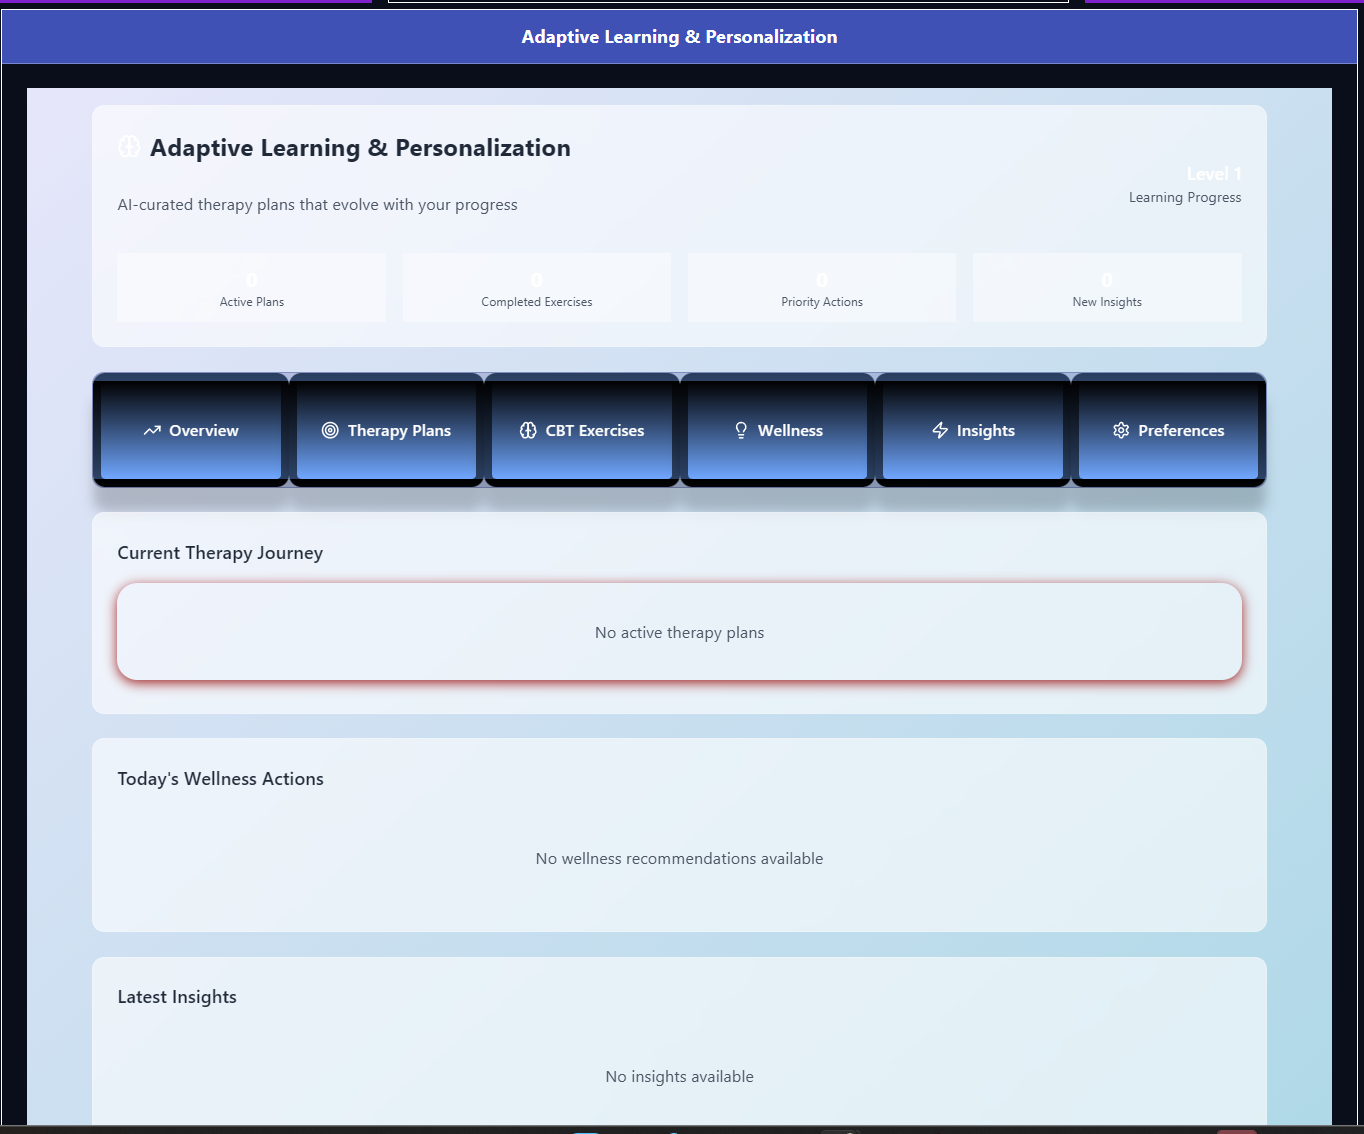 Adaptive Learning & Personalization
Adaptive Learning & Personalization
AI-curated therapy plans that evolve with your progress
Level 1
Learning Progress
0
Active Plans
0
Completed Exercises
0
Priority Actions
0
New Insights
Overview
Therapy Plans
CBT Exercises
Wellness
Insights
Preferences
Current Therapy Journey
No active therapy plans
Today's Wellness Actions
No wellness recommendations available
Latest Insights
No insights available